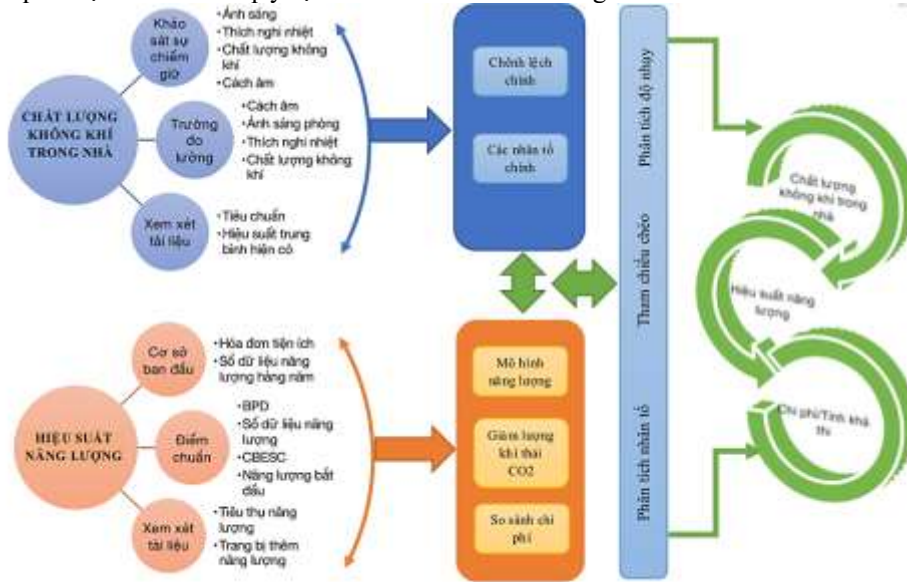 Khảo
sát sự
chiếm
giữ
•Ánh sáng
•Thích nghi nhiệt
•Chất lượng không
khí
•Cách âm
CHẤT LƯỢNG
KHÔNG KHÍ
TRONG NHÀ
Trường
đo
lường
•Cách âm
•Ánh sáng phòng
•Thích nghi nhiệt
•Chất lượng không
khí
Xem xét
tài liệu
•Tiêu chuẩn
•Hiệu suất trung
bình hiện có
Chênh lệch
chính
Các nhân tố
chính
Cơ sở
ban đầu
•Hóa đơn tiện ích
•Số dữ liệu năng
lượng hàng năm
HIỆU SUẤT
NĂNG LƯỢNG
Điểm
chuẩn
•BPD
•Số dữ liệu năng
lượng
•CBESC
•Năng lượng bắt
đầu
Xem xét
tài liệu
•Tiêu thụ năng
lượng
•Trang bị thêm
năng lượng
Mô hình
năng lượng
Giảm lượng
khí thải
CO2
So sánh chi
phí
Phân tích độ nhạy
Tham chiếu chéo
Phân tích nhân tố
Chất lượng
không khí trong
nhà
Hiệu suất năng
lượng
Chi phí/Tính khả
thi